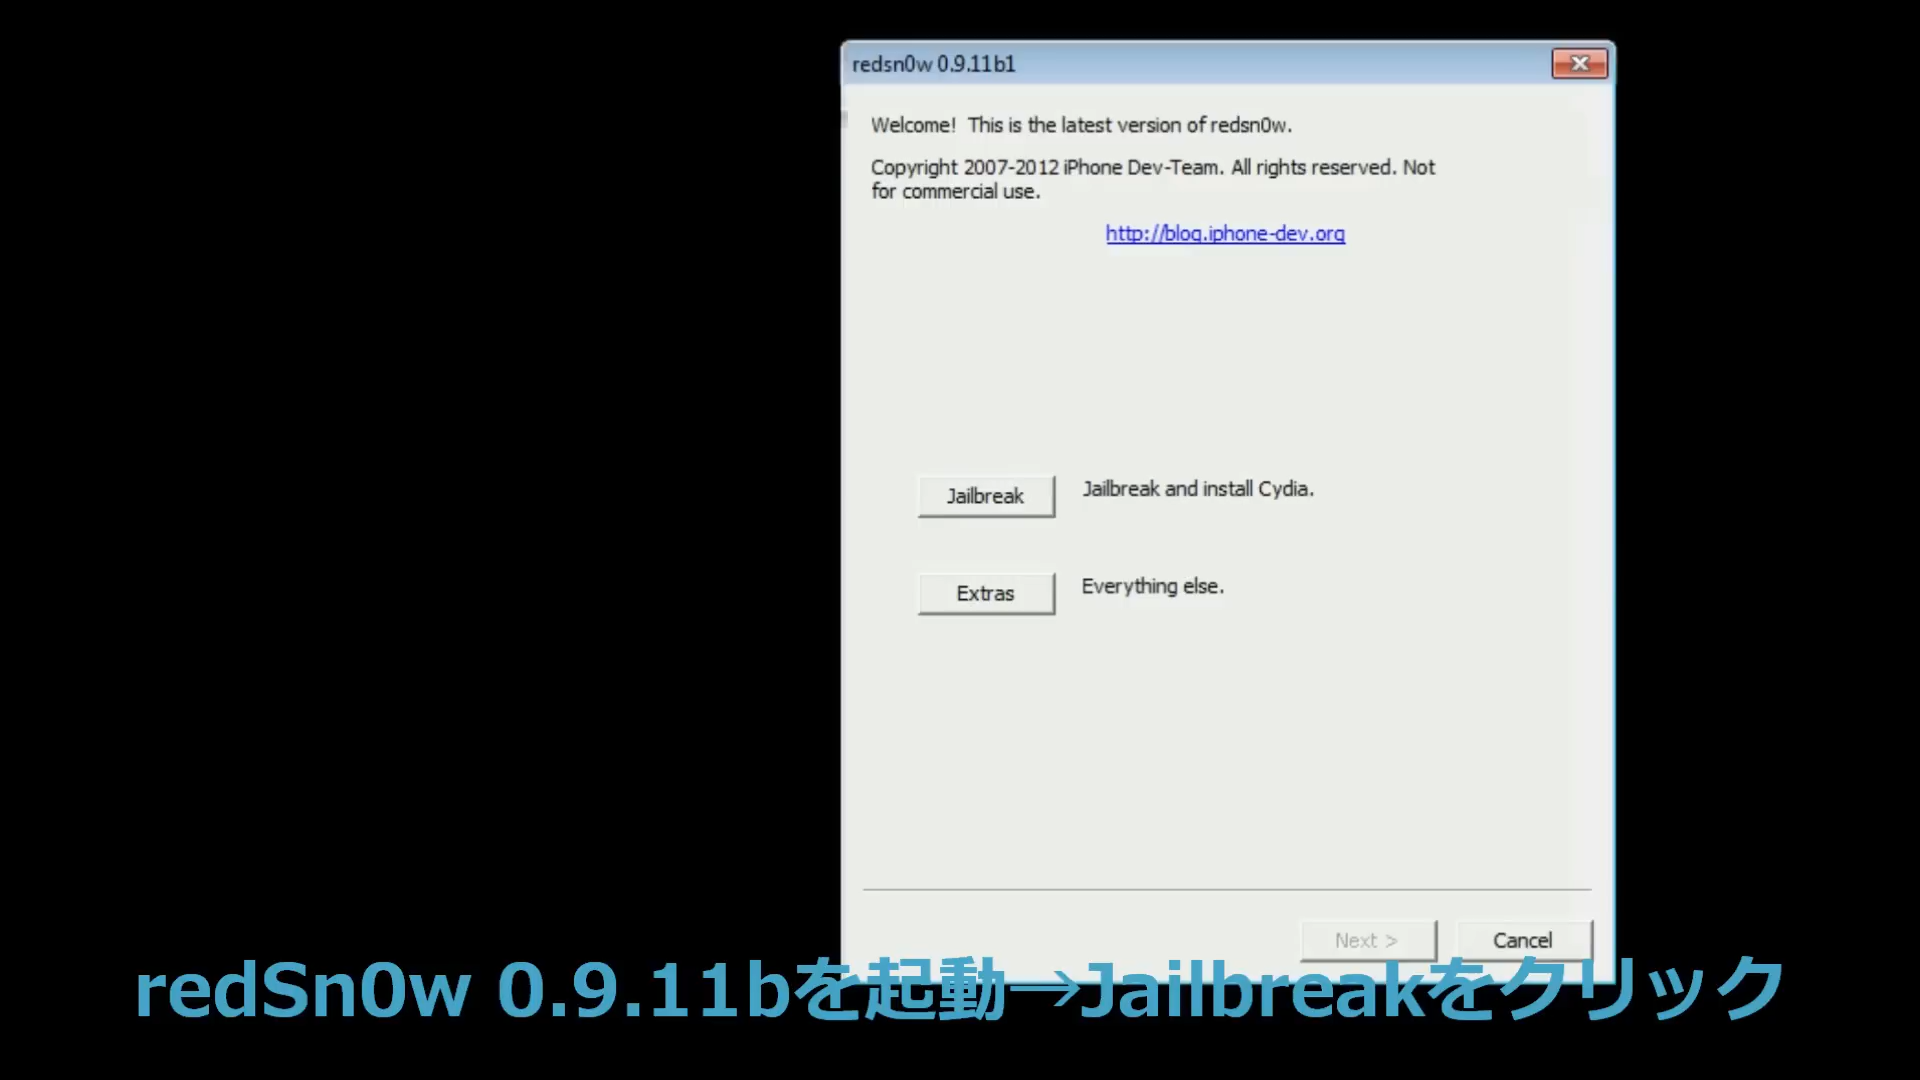 redsn0w 0.9.11b1
Welcome! This is the latest version of redsn0w.
Copyright 2007-2012 iPhone Dev-Team. All rights reserved. Not
for commercial use.
http://blog.iphone-dev.org
Jailbreak
Jailbreak and install Cydia.
Extras
Everything else.
Next >
Cancel
redSn0w 0.9.11bを起動→Jailbreakをクリック